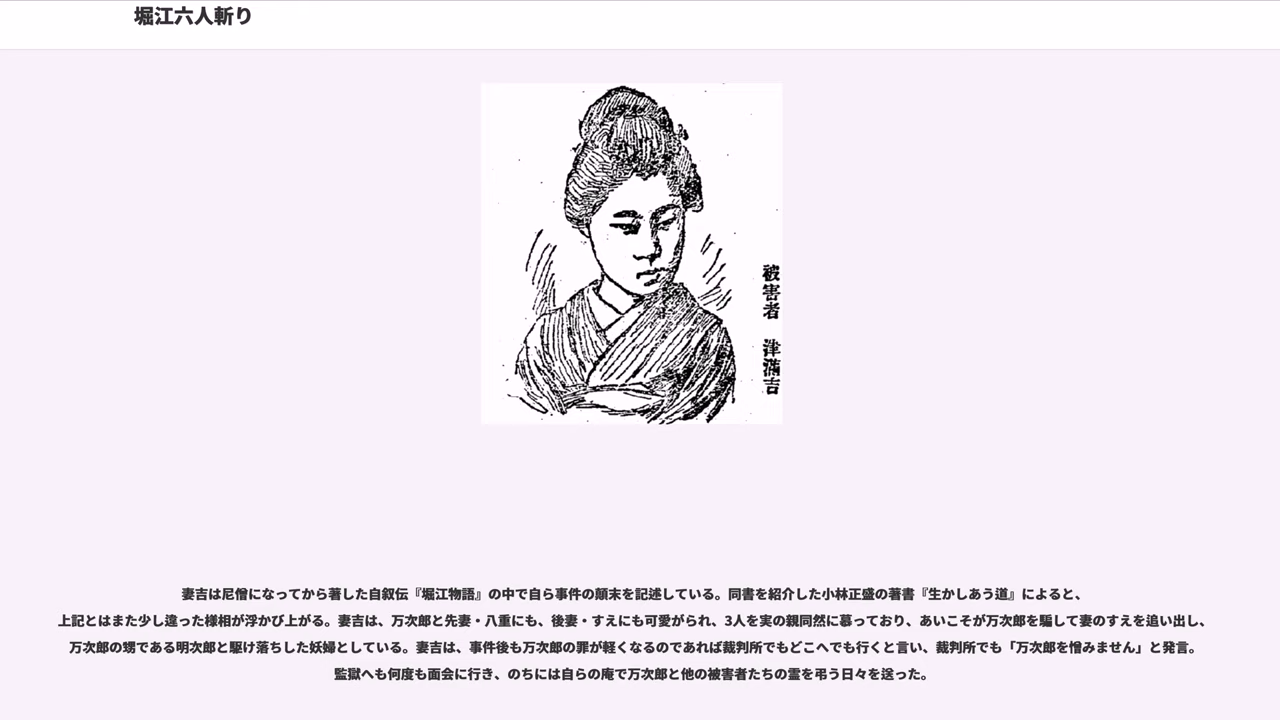 堀江六人斬り
被害者 津満吉
妻吉は尼僧になってから著した自叙伝『堀江物語』の中で自ら事件の顛末を記述している。同書を紹介した小林正盛の著書『生かしあう道』によると、
上記とはまた少し違った様相が浮かび上がる。妻吉は、万次郎と先妻・八重にも、後妻・すえにも可愛がられ、3人を実の親同然に慕っており、あいこそが万次郎を騙して妻のすえを追い出し、
万次郎の甥である明次郎と駆け落ちした妖婦としている。妻吉は、事件後も万次郎の罪が軽くなるのであれば裁判所でもどこへでも行くと言い、裁判所でも「万次郎を憎みません」と発言。
監獄へも何度も面会に行き、のちには自らの庵で万次郎と他の被害者たちの霊を弔う日々を送った。